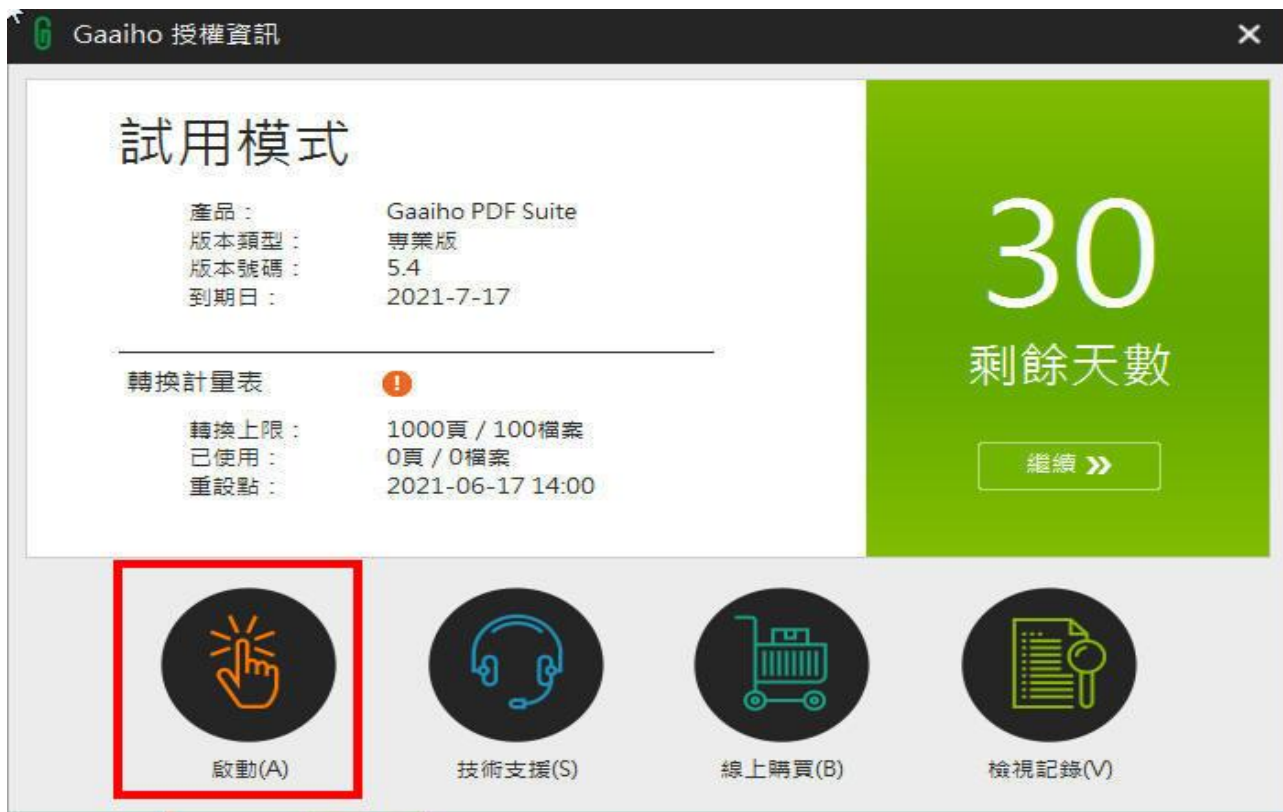 Gaaiho 授權資訊
試用模式
產品： Gaaiho PDF Suite
版本類型： 專業版
版本號碼： 5.4
到期日： 2021-7-17
轉換計量表
轉換上限： 1000頁 / 100檔案
已使用： 0頁 / 0檔案
重設點： 2021-06-17 14:00
30
剩餘天數
繼續 »
啟動(A)
技術支援(S)
線上購買(B)
檢視記錄(V)